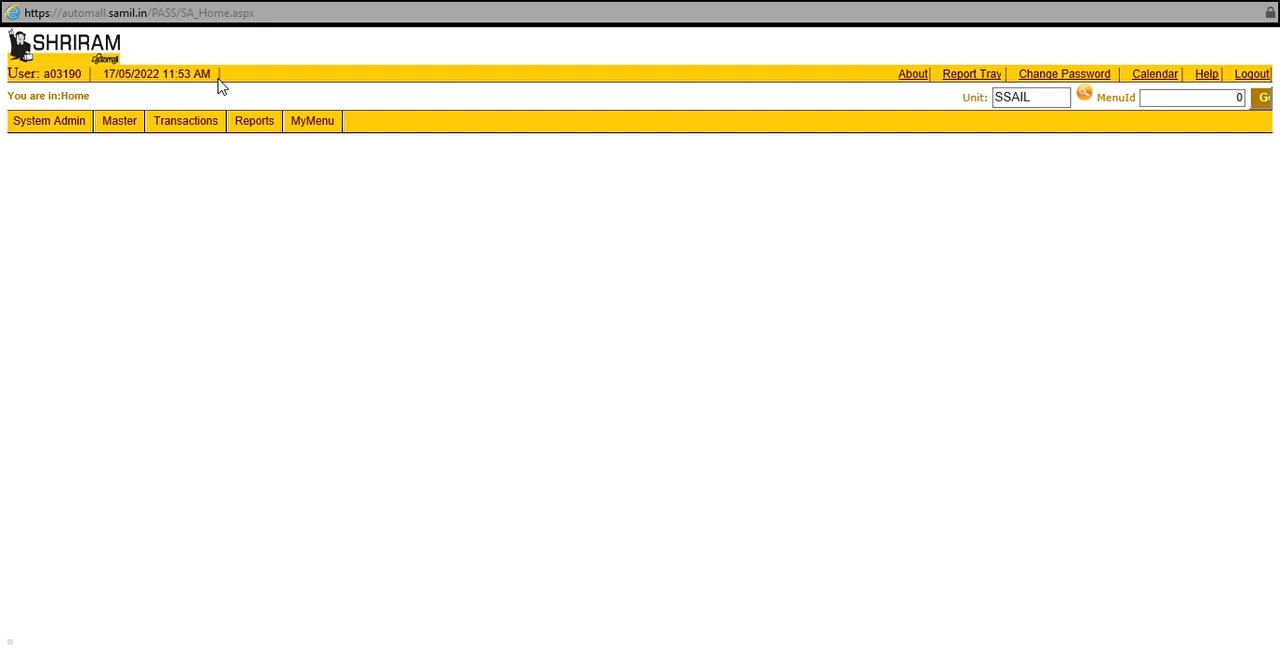 https://automall.samil.in/PASS/SA_Home.aspx
SHRIRAM
automall
User: a03190 17/05/2022 11:53 AM About Report Tray Change Password Calendar Help Logout
You are in:Home Unit: SSAIL MenuId 0
System Admin Master Transactions Reports MyMenu